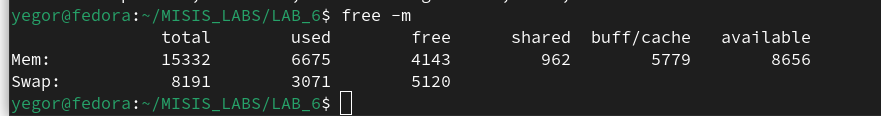 yegor@fedora:~/MISIS_LABS/LAB_6$ free -m
total used free shared buff/cache available
Mem: 15332 6675 4143 962 5779 8656
Swap: 8191 3071 5120
yegor@fedora:~/MISIS_LABS/LAB_6$